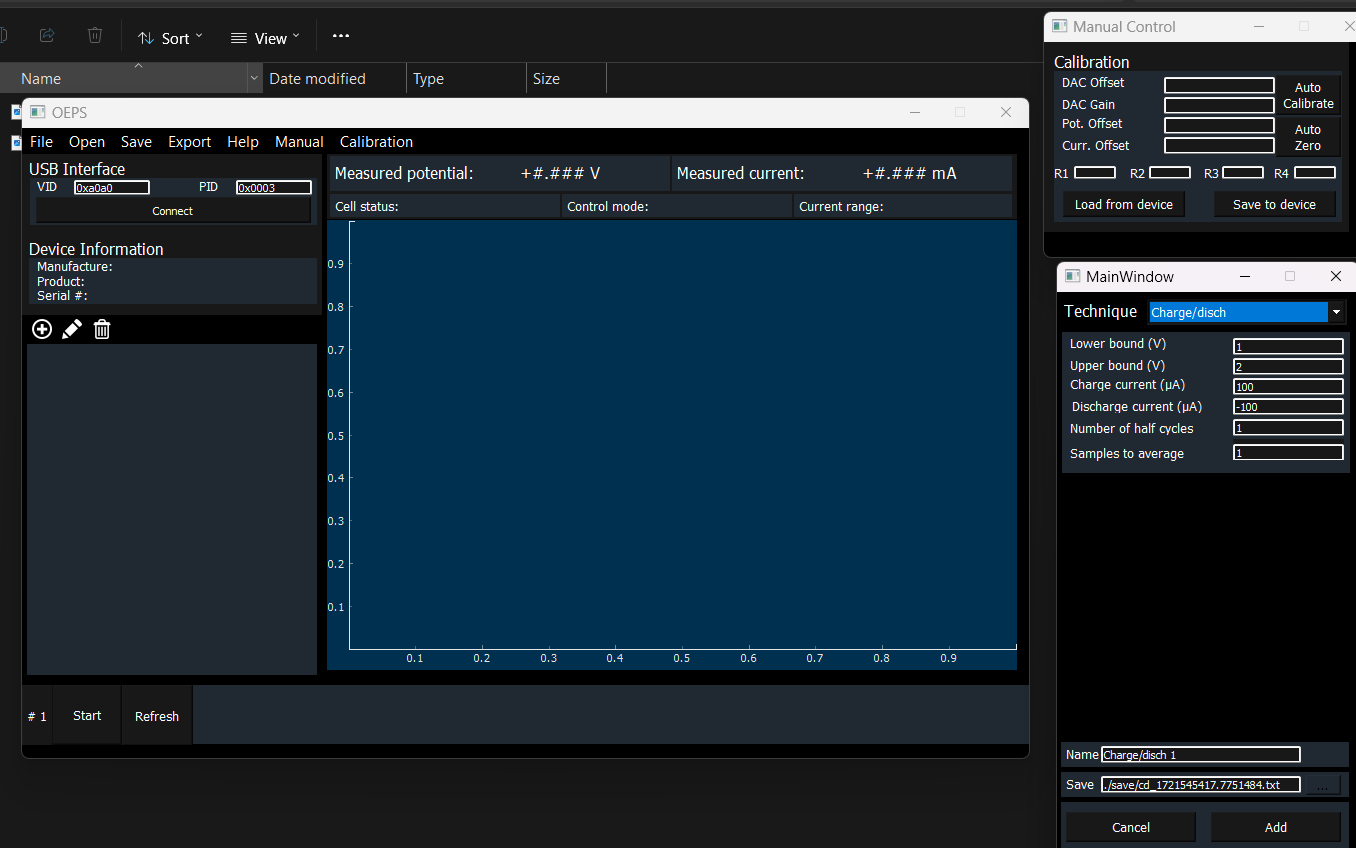 Sort
View
Name
Date modified
Type
Size
OEPS
File Open Save Export Help Manual Calibration
USB Interface
VID 0xa0a0 PID 0x0003
Connect
Device Information
Manufacture:
Product:
Serial #:
Measured potential: +#.### V
Measured current: +#.### mA
Cell status:
Control mode:
Current range:
0.9
0.8
0.7
0.6
0.5
0.4
0.3
0.2
0.1
0.1 0.2 0.3 0.4 0.5 0.6 0.7 0.8 0.9
# 1
Start
Refresh
Manual Control
Calibration
DAC Offset
DAC Gain
Auto
Calibrate
Pot. Offset
Curr. Offset
Auto
Zero
R1 R2 R3 R4
Load from device
Save to device
MainWindow
Technique Charge/disch
Lower bound (V) 1
Upper bound (V) 2
Charge current (µA) 100
Discharge current (µA) -100
Number of half cycles 1
Samples to average 1
Name Charge/disch 1
Save ./save/cd_1721545417.7751484.txt ...
Cancel
Add